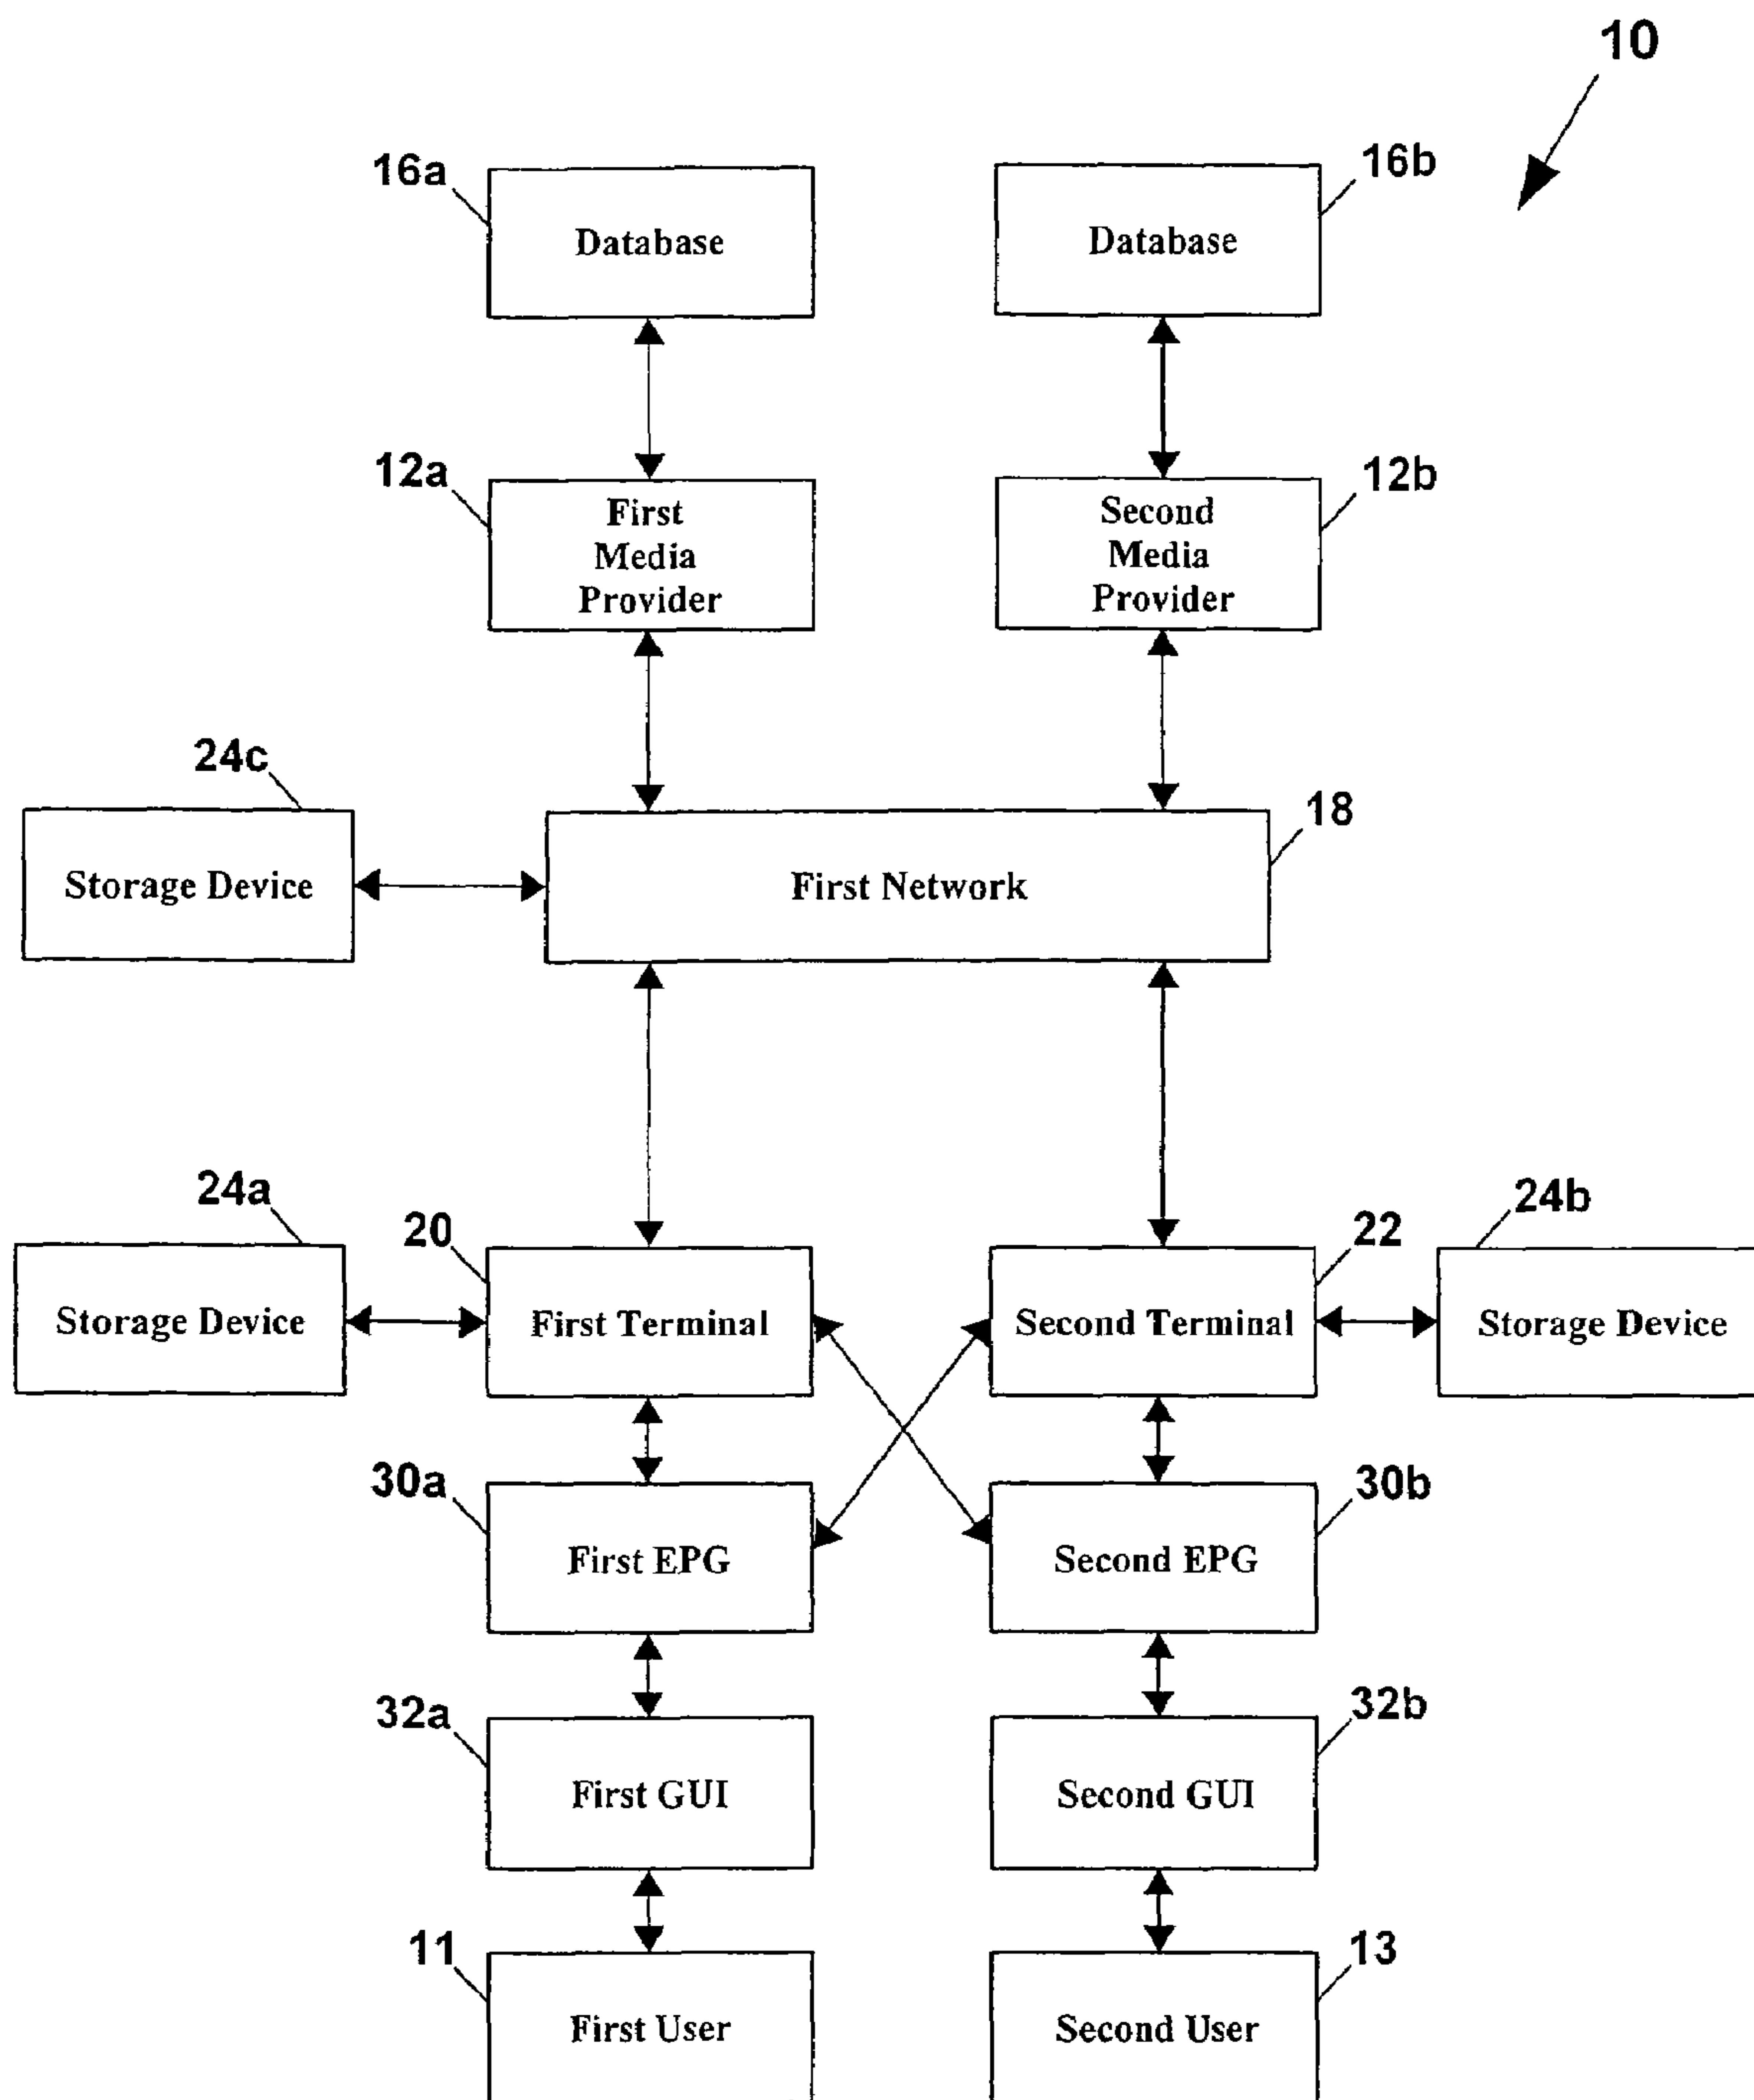 10
16a
16b
Database
Database
12a
12b
First
Media
Provider
Second
Media
Provider
24c
18
Storage Device
First Network
24a
20
22
24b
Storage Device
First Terminal
Second Terminal
Storage Device
30a
30b
First EPG
Second EPG
32a
32b
First GUI
Second GUI
11
13
First User
Second User